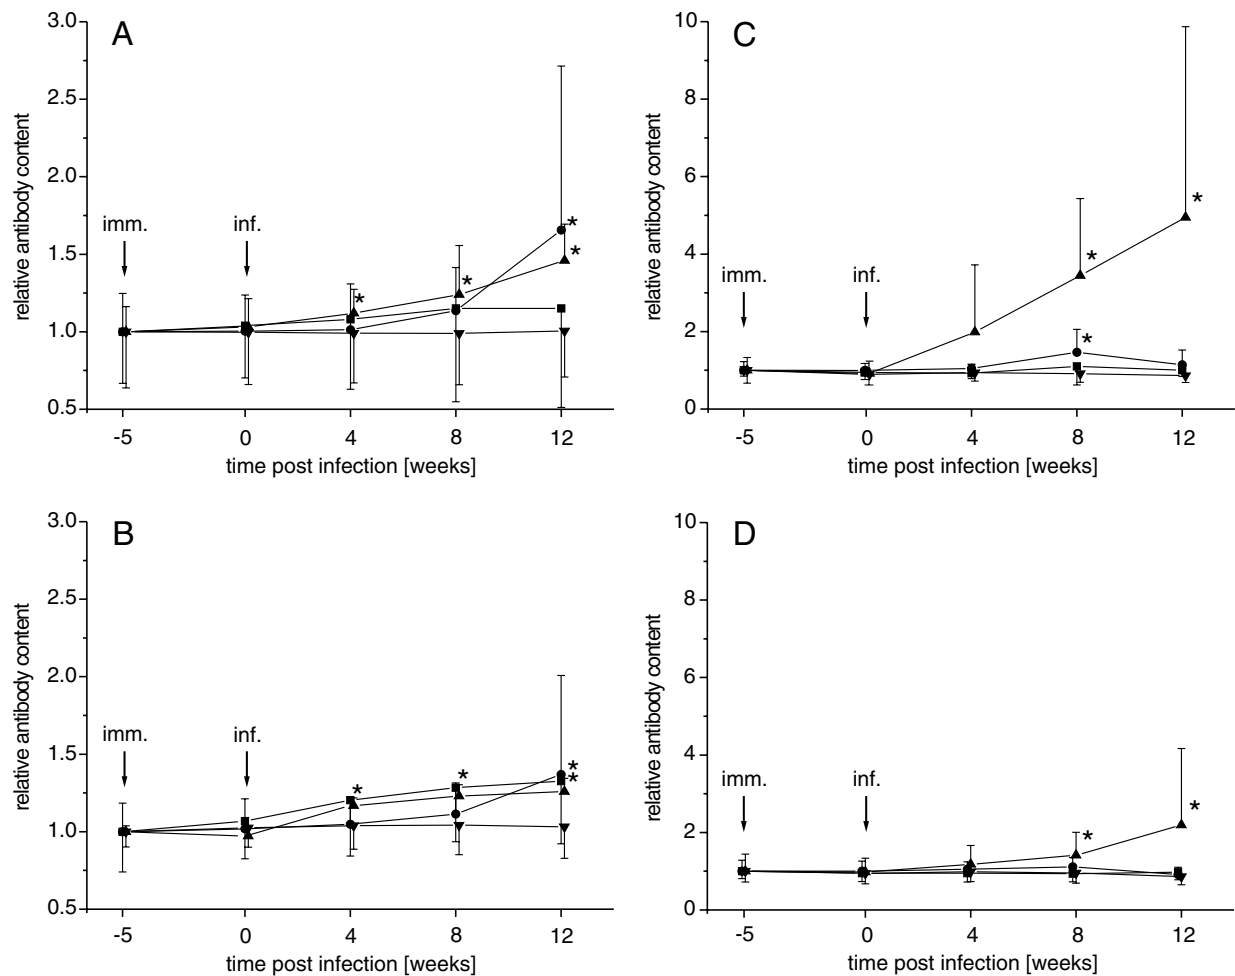 A
relative antibody content
3.0
2.5
2.0
1.5
1.0
0.5
imm.
inf.
*
*
*
*
-5
0
4
8
12
time post infection [weeks]
C
relative antibody content
10
8
6
4
2
0
imm.
inf.
*
*
*
-5
0
4
8
12
time post infection [weeks]
B
relative antibody content
3.0
2.5
2.0
1.5
1.0
0.5
imm.
inf.
*
*
*
*
-5
0
4
8
12
time post infection [weeks]
D
relative antibody content
10
8
6
4
2
0
imm.
inf.
*
*
-5
0
4
8
12
time post infection [weeks]